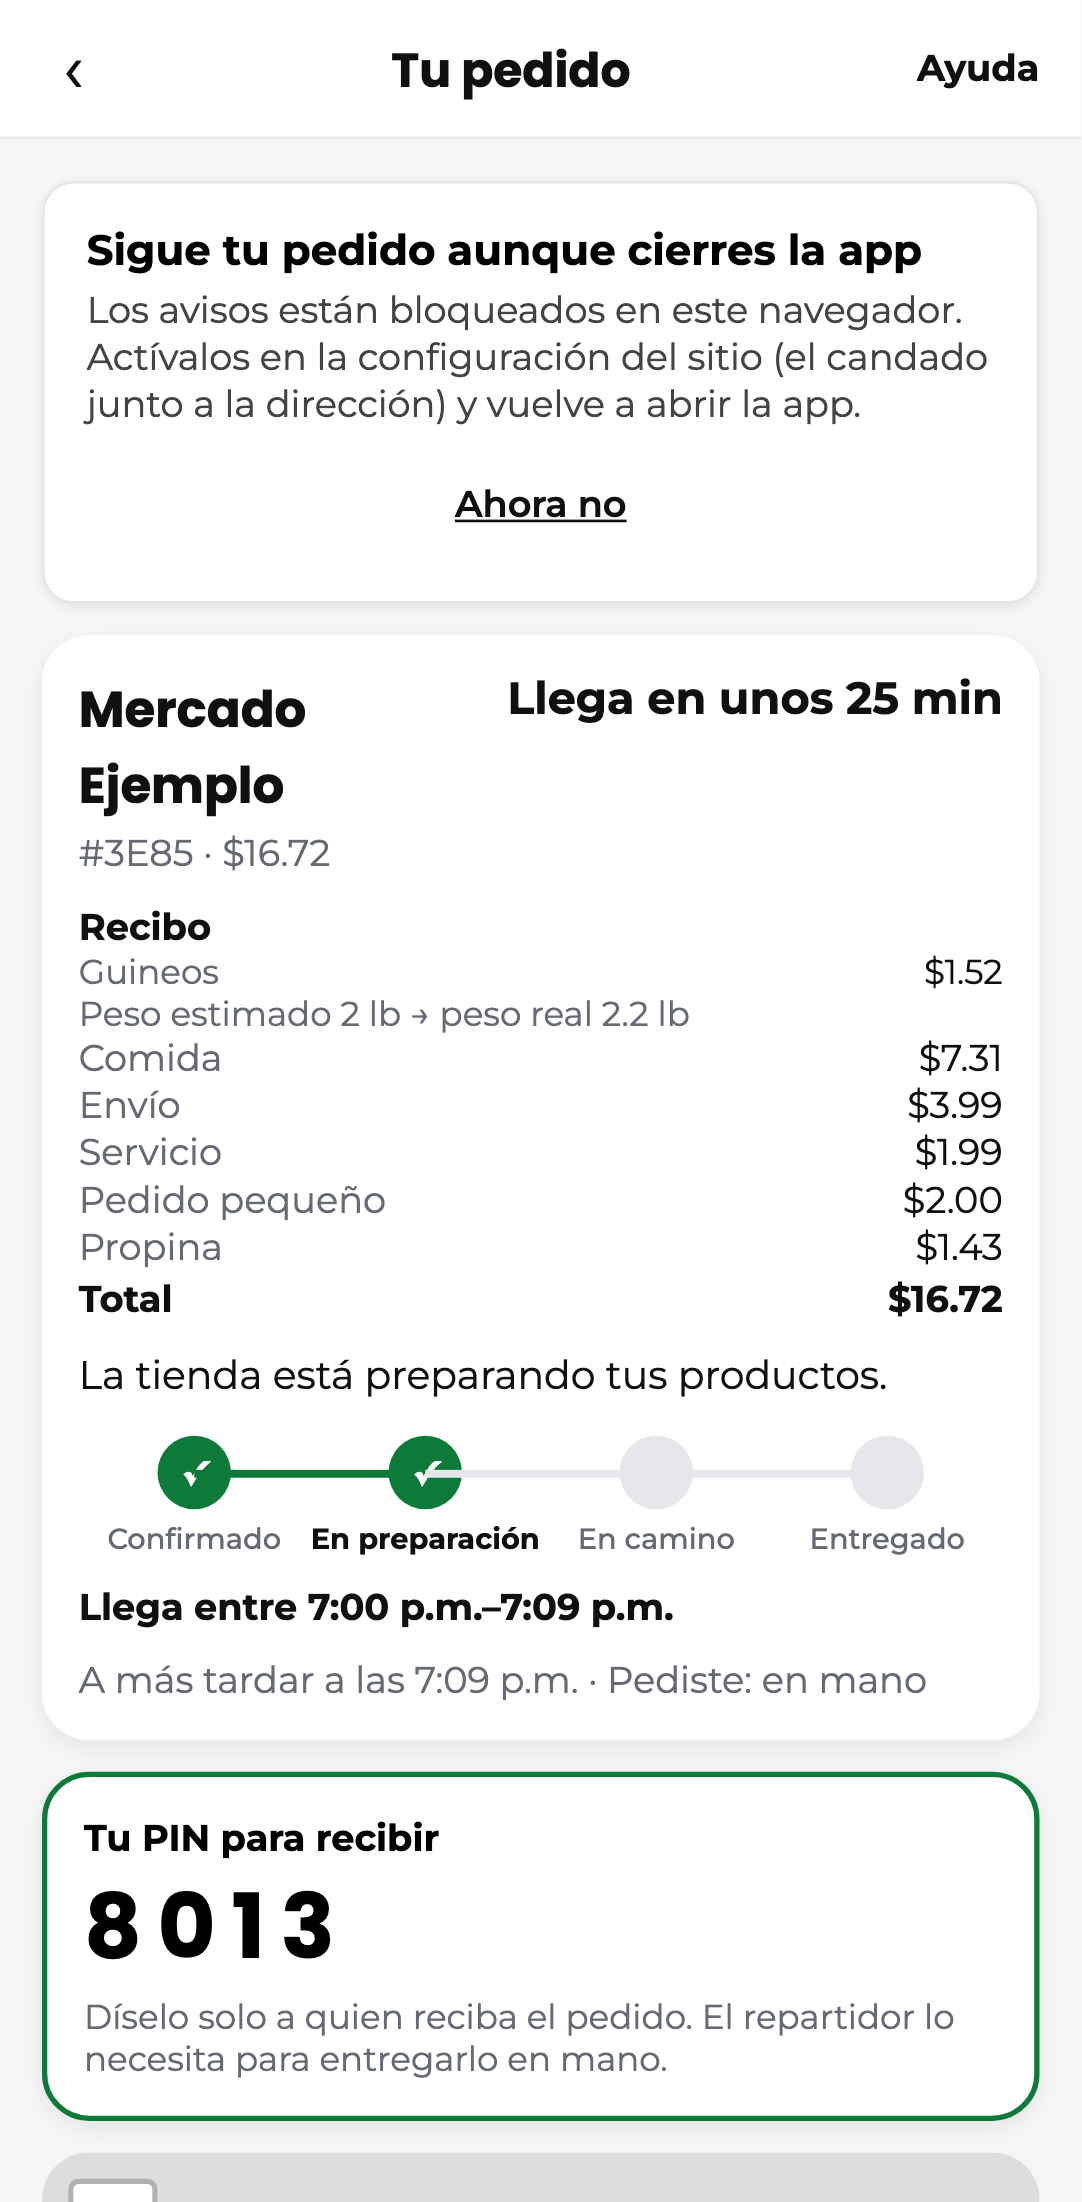 ‹
Tu pedido
Ayuda
Sigue tu pedido aunque cierres la app
Los avisos están bloqueados en este navegador.
Actívalos en la configuración del sitio (el candado
junto a la dirección) y vuelve a abrir la app.
Ahora no
Mercado
Ejemplo
Llega en unos 25 min
#3E85 · $16.72
Recibo
Guineos $1.52
Peso estimado 2 lb → peso real 2.2 lb
Comida $7.31
Envío $3.99
Servicio $1.99
Pedido pequeño $2.00
Propina $1.43
Total $16.72
La tienda está preparando tus productos.
✓ ✓
Confirmado En preparación En camino Entregado
Llega entre 7:00 p.m.–7:09 p.m.
A más tardar a las 7:09 p.m. · Pediste: en mano
Tu PIN para recibir
8013
Díselo solo a quien reciba el pedido. El repartidor lo
necesita para entregarlo en mano.